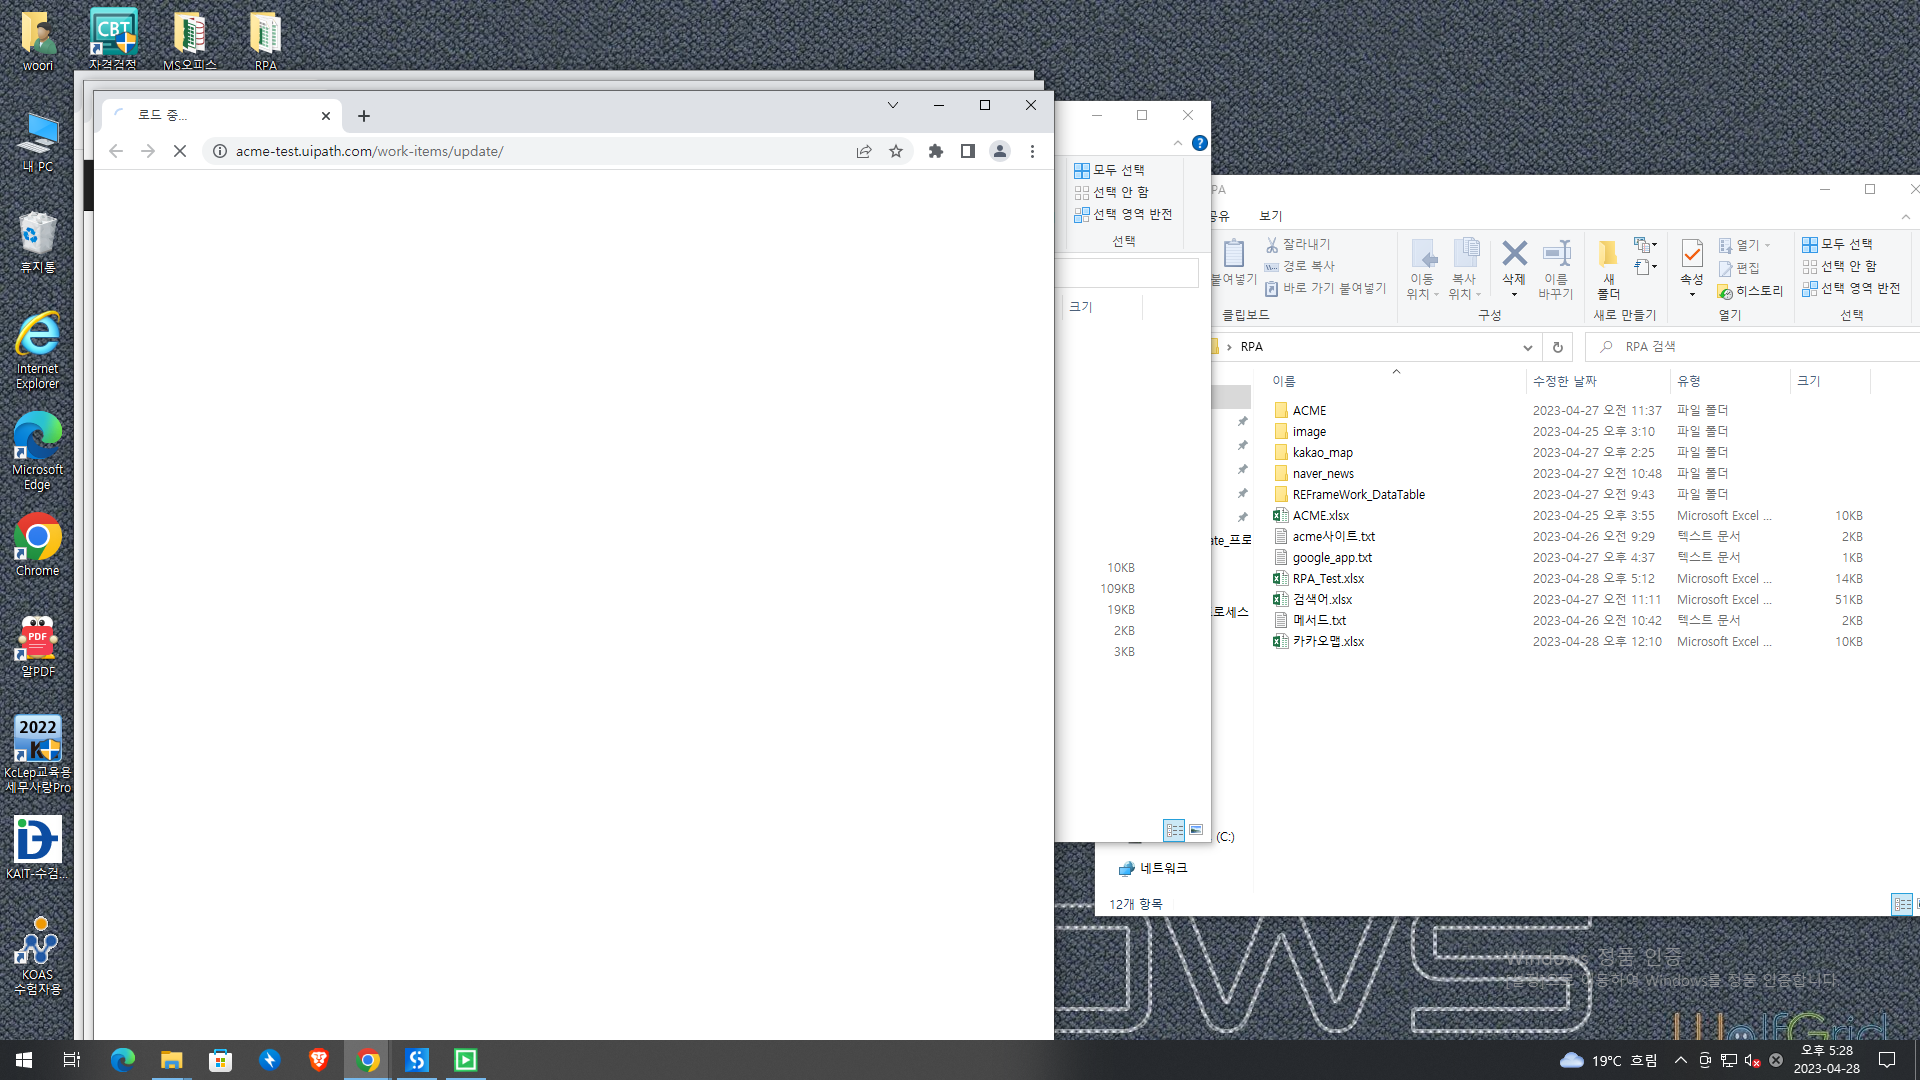 woori
자격검정
MS오피스
RPA
내 PC
휴지통
Internet
Explorer
Microsoft
Edge
Chrome
PDF
알PDF
2022
KcLep교육용
세무사랑Pro
KAIT-수검...
KOAS
수험자용
CBT
로드 중...
acme-test.uipath.com/work-items/update/
모두 선택
선택 안 함
선택 영역 반전
선택
크기
10KB
109KB
19KB
2KB
3KB
PA
공유
보기
붙여넣기
잘라내기
경로 복사
바로 가기 붙여넣기
클립보드
이동
위치
복사
위치
삭제
이름
바꾸기
구성
새
폴더
새로 만들기
속성
열기
편집
히스토리
열기
모두 선택
선택 안 함
선택 영역 반전
선택
RPA
RPA 검색
이름 수정한 날짜 유형 크기
ACME 2023-04-27 오전 11:37 파일 폴더
image 2023-04-25 오후 3:10 파일 폴더
kakao_map 2023-04-27 오후 2:25 파일 폴더
naver_news 2023-04-27 오전 10:48 파일 폴더
REFrameWork_DataTable 2023-04-27 오전 9:43 파일 폴더
ACME.xlsx 2023-04-25 오후 3:55 Microsoft Excel ... 10KB
acme사이트.txt 2023-04-26 오전 9:29 텍스트 문서 2KB
google_app.txt 2023-04-27 오후 4:37 텍스트 문서 1KB
RPA_Test.xlsx 2023-04-28 오후 5:12 Microsoft Excel ... 14KB
검색어.xlsx 2023-04-27 오전 11:11 Microsoft Excel ... 51KB
메서드.txt 2023-04-26 오전 10:42 텍스트 문서 2KB
카카오맵.xlsx 2023-04-28 오후 12:10 Microsoft Excel ... 10KB
ate_프로
로세스
(C:)
네트워크
12개 항목
Windows 정품 인증
Windows를 정품 인증합니다.
WolfGrid
19°C 흐림
오후 5:28
2023-04-28